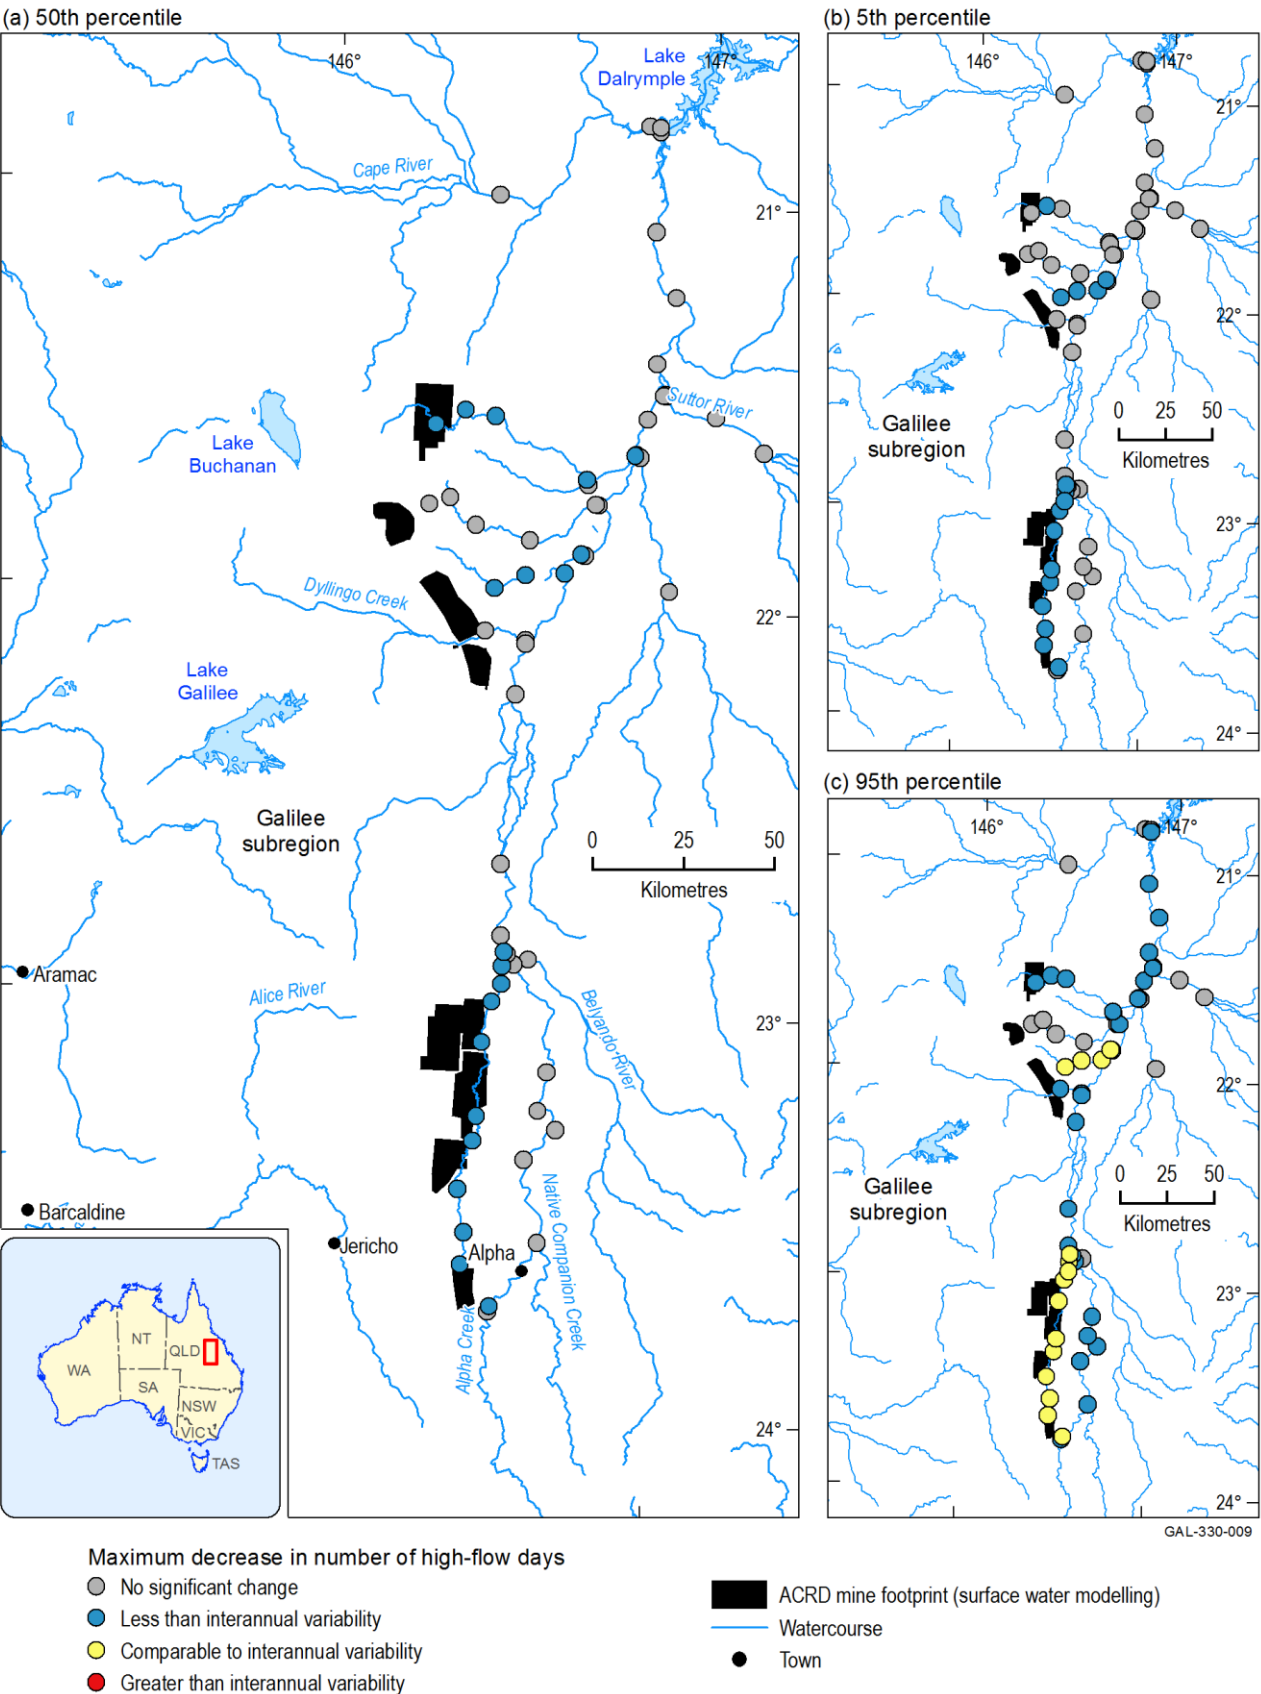 (a) 50th percentile
146°
147°
Lake
Dalrymple
Cape River
21°
Suttor River
Lake
Buchanan
Dyllingo Creek
22°
Lake
Galilee
Galilee
subregion
0 25 50
Kilometres
Aramac
Alice River
Belyando River
23°
Barcaldine
Jericho
Alpha
Native Companion Creek
Alpha Creek
24°
WA
NT
QLD
SA
NSW
VIC
TAS
(b) 5th percentile
146°
147°
21°
22°
0 25 50
Kilometres
Galilee
subregion
23°
24°
(c) 95th percentile
146°
147°
21°
22°
0 25 50
Kilometres
Galilee
subregion
23°
24°
GAL-330-009
Maximum decrease in number of high-flow days
No significant change
Less than interannual variability
Comparable to interannual variability
Greater than interannual variability
ACRD mine footprint (surface water modelling)
Watercourse
Town